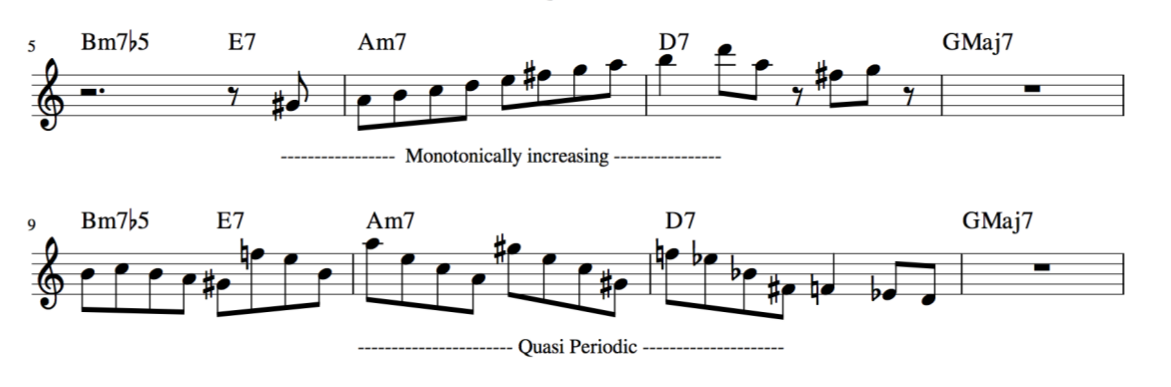 5 Bm7♭5 E7 Am7 D7 GMaj7
----------------- Monotonically increasing ----------------
9 Bm7♭5 E7 Am7 D7 GMaj7
----------------------- Quasi Periodic ---------------------